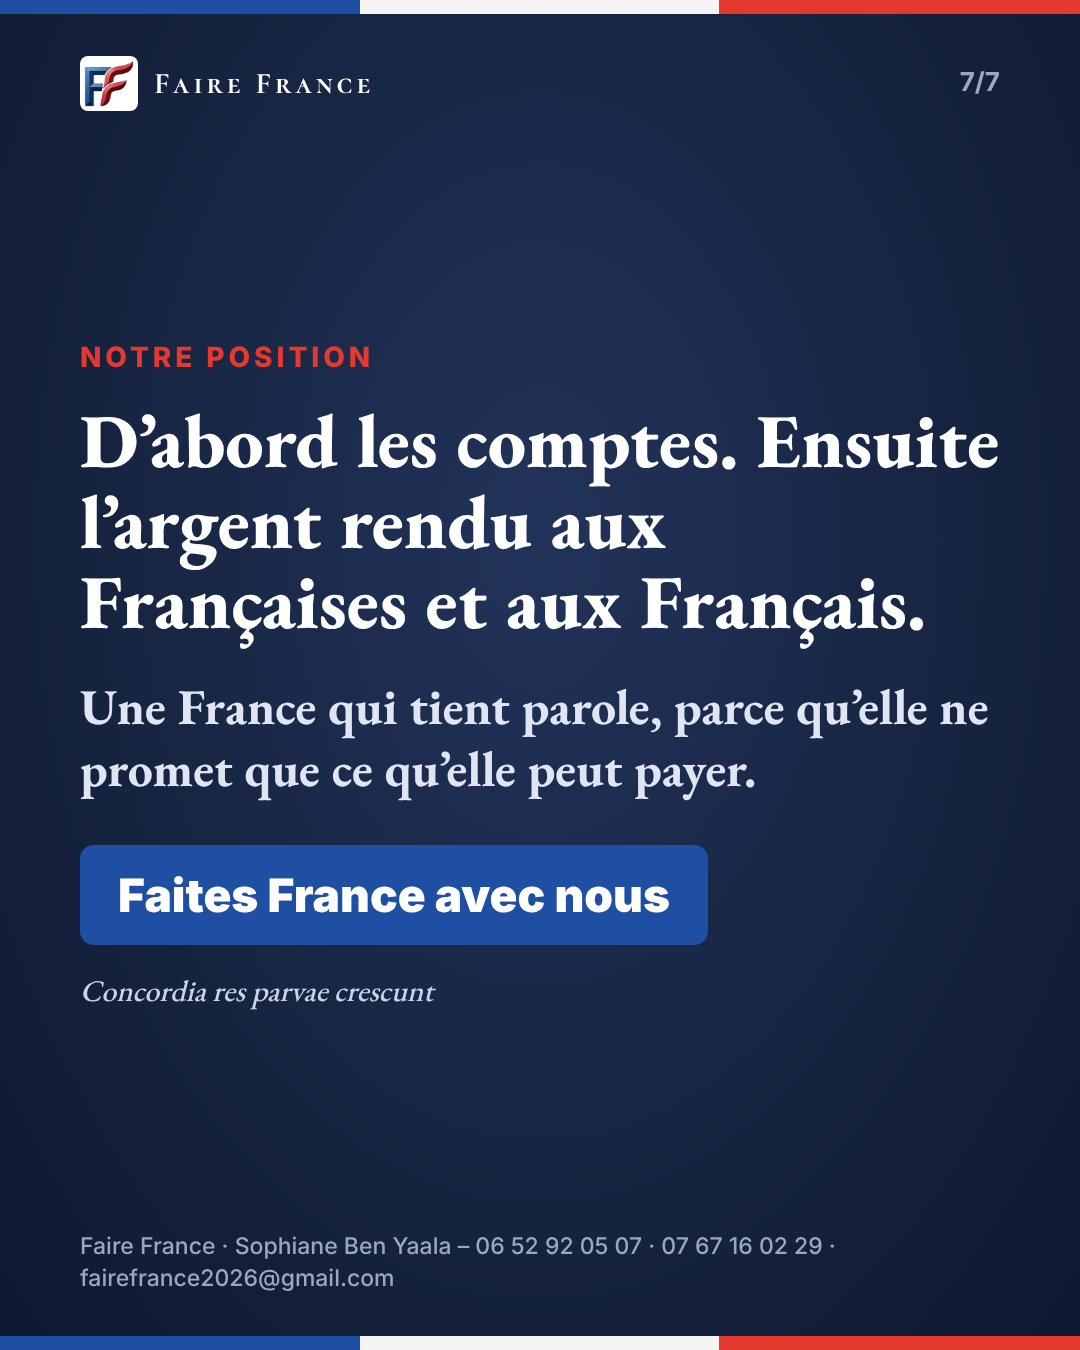 FF FAIRE FRANCE
7/7
NOTRE POSITION
D’abord les comptes. Ensuite
l’argent rendu aux
Françaises et aux Français.
Une France qui tient parole, parce qu’elle ne
promet que ce qu’elle peut payer.
Faites France avec nous
Concordia res parvae crescunt
Faire France · Sophiane Ben Yaala – 06 52 92 05 07 · 07 67 16 02 29 ·
fairefrance2026@gmail.com